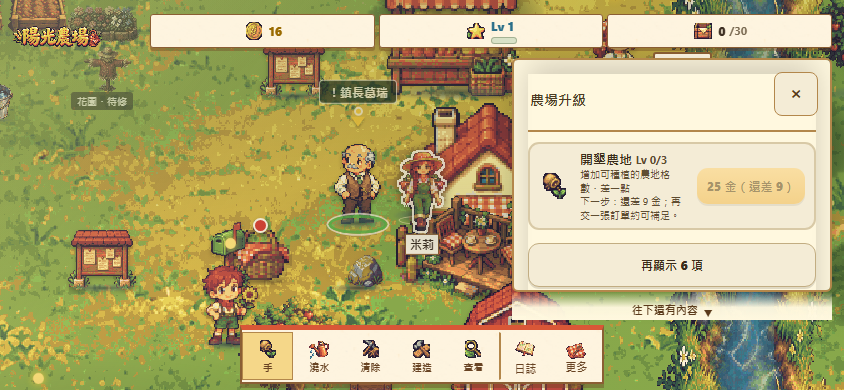 陽光農場
16
Lv 1
0 /30
花圃 · 待修
！鎮長葛瑞
米莉
農場升級
×
開墾農地 Lv 0/3
增加可種植的農地格
數 · 差一點
下一步：還差 9 金；再
交一張訂單約可補足。
25 金（還差 9 ）
再顯示 6 項
往下還有內容 ▼
手
澆水
清除
建造
查看
日誌
更多